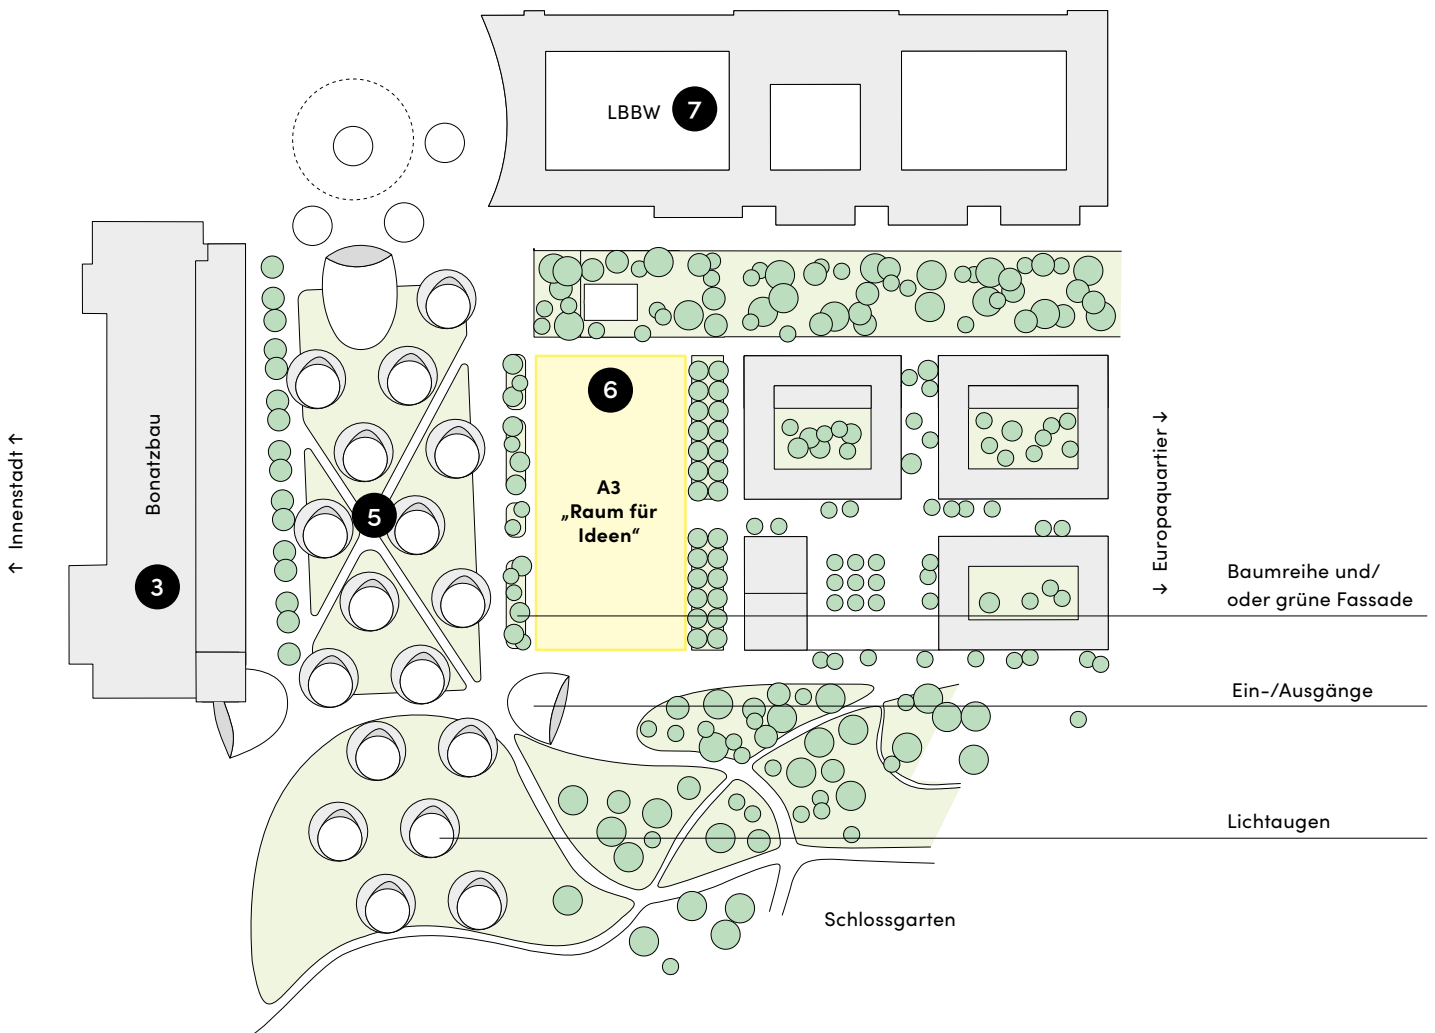 LBBW 7
6
A3
„Raum für
Ideen“
5
Bonatzbau
3
↑ Innenstadt ↑
← Europaquartier →
Baumreihe und/
oder grüne Fassade
Ein-/Ausgänge
Lichtaugen
Schlossgarten